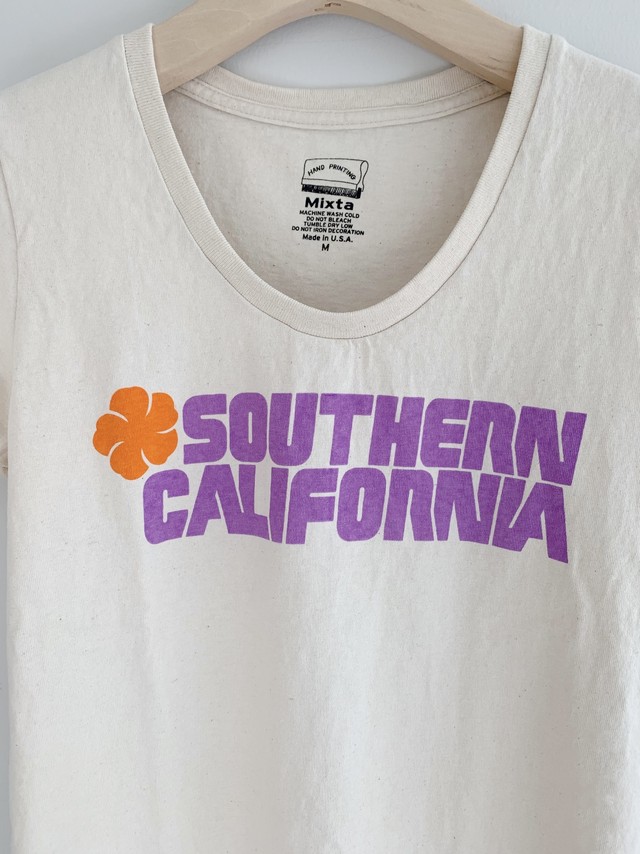 HAND PRINTING
Mixta
MACHINE WASH COLD
DO NOT BLEACH
TUMBLE DRY LOW
DO NOT IRON DECORATION
Made in U.S.A.
M
SOUTHERN
CALIFORNIA